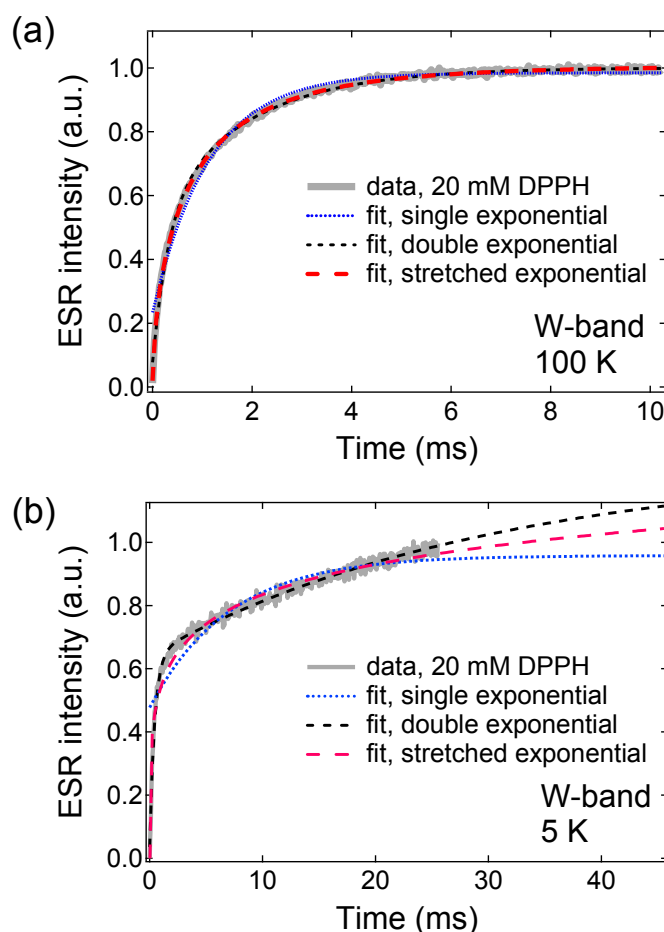 (a)
ESR intensity (a.u.)
1.0
0.8
0.6
0.4
0.2
0.0
data, 20 mM DPPH
fit, single exponential
fit, double exponential
fit, stretched exponential
W-band
100 K
0 2 4 6 8 10
Time (ms)
(b)
ESR intensity (a.u.)
1.0
0.8
0.6
0.4
0.2
0.0
data, 20 mM DPPH
fit, single exponential
fit, double exponential
fit, stretched exponential
W-band
5 K
0 10 20 30 40
Time (ms)